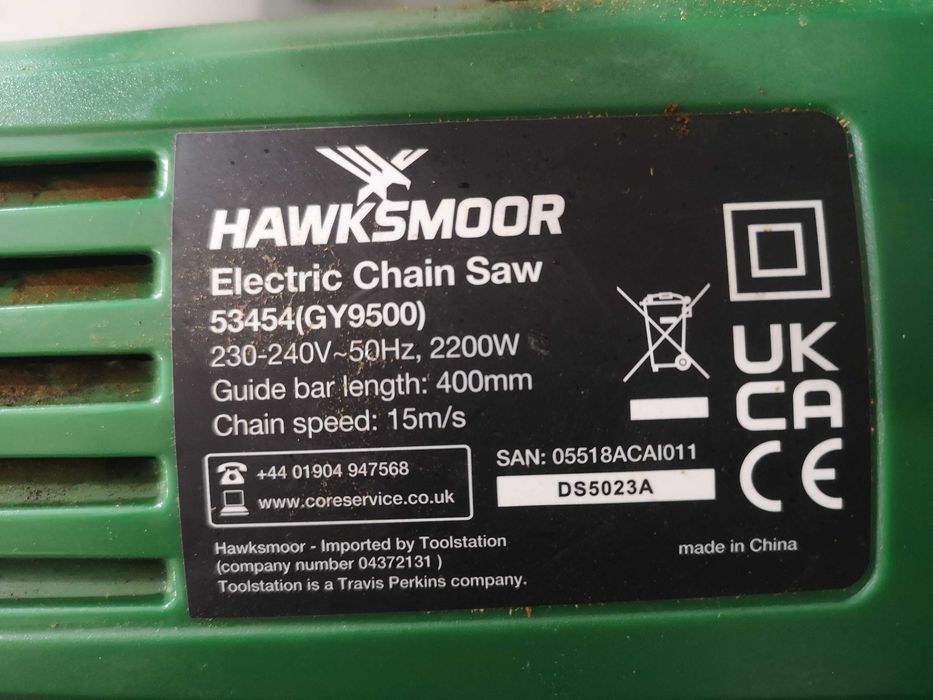 HAWKSMOOR
Electric Chain Saw
53454(GY9500)
230-240V~50Hz, 2200W
Guide bar length: 400mm
Chain speed: 15m/s
+44 01904 947568
www.coreservice.co.uk
SAN: 05518ACAI011
DS5023A
UK
CA
CE
Hawksmoor - Imported by Toolstation
(company number 04372131 )
Toolstation is a Travis Perkins company.
made in China